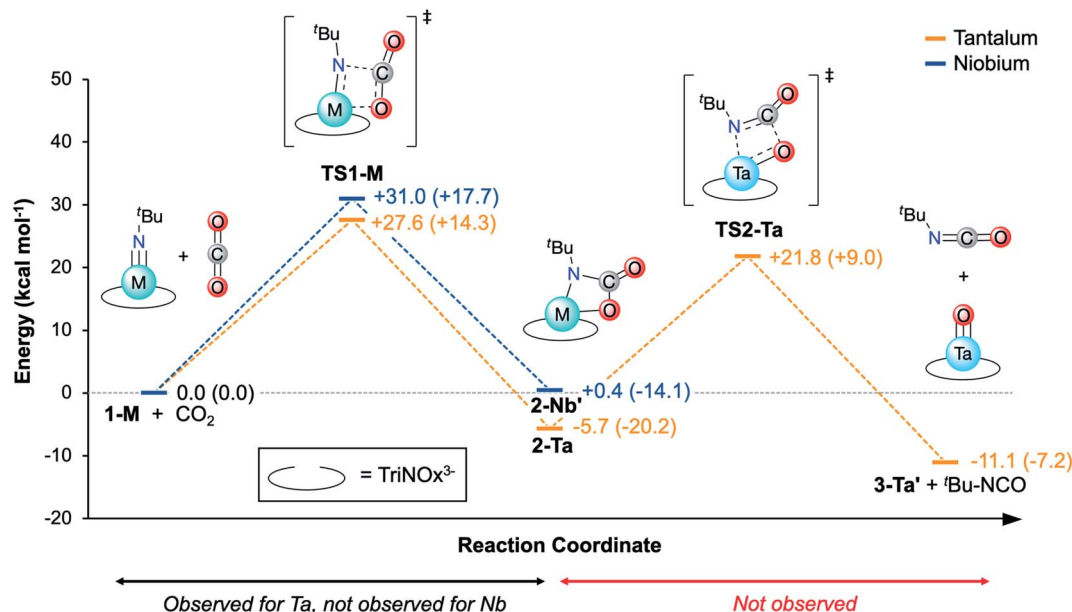 Tantalum
Niobium
Energy (kcal mol⁻¹)
50
40
30
20
10
0
-10
-20
ᵗBu
N
C
O
M
O
‡
TS1-M
+31.0 (+17.7)
+27.6 (+14.3)
ᵗBu
N
M
+
O
C
O
0.0 (0.0)
1-M + CO₂
ᵗBu
N
C
O
M
O
2-Nb'
+0.4 (-14.1)
2-Ta
-5.7 (-20.2)
ᵗBu
N
C
O
Ta
O
‡
TS2-Ta
+21.8 (+9.0)
ᵗBu
N
C
O
+
O
Ta
-11.1 (-7.2)
3-Ta' + ᵗBu-NCO
= TriNOx³⁻
Reaction Coordinate
Observed for Ta, not observed for Nb
Not observed